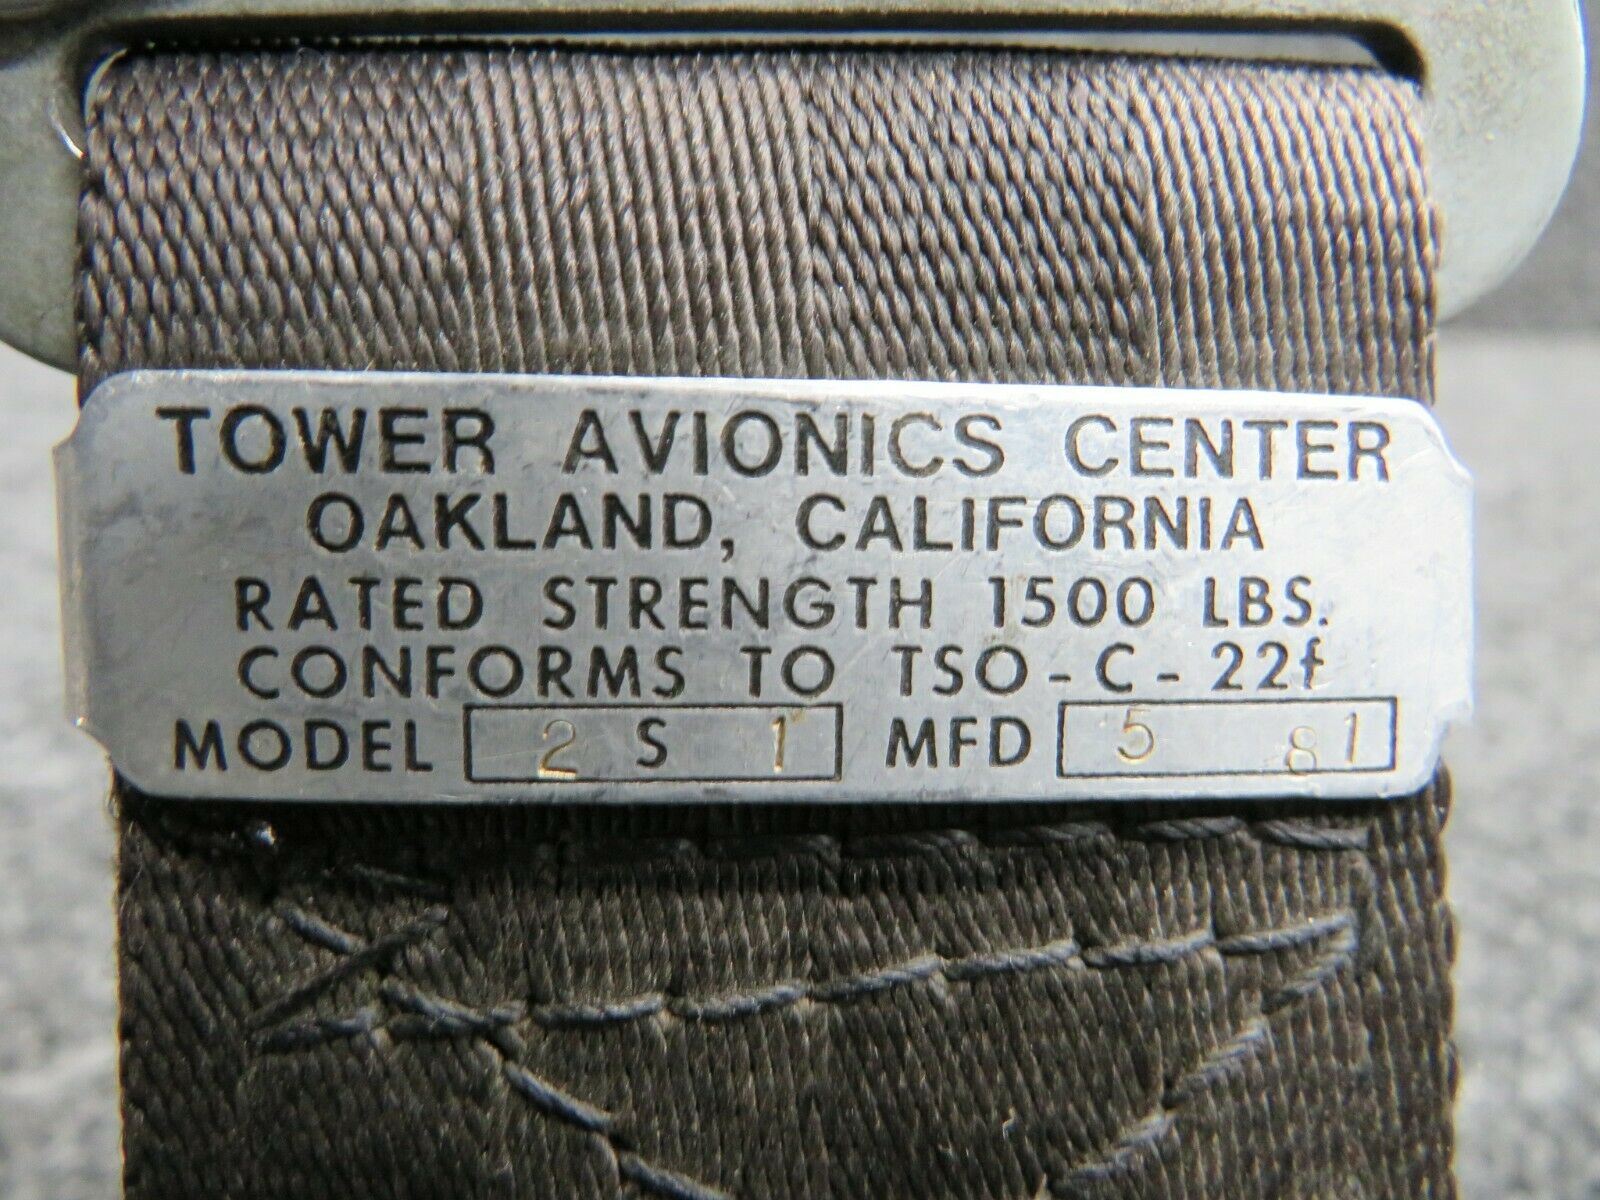 TOWER AVIONICS CENTER
OAKLAND, CALIFORNIA
RATED STRENGTH 1500 LBS.
CONFORMS TO TSO-C-22f
MODEL 2 S 1 MFD 5 81